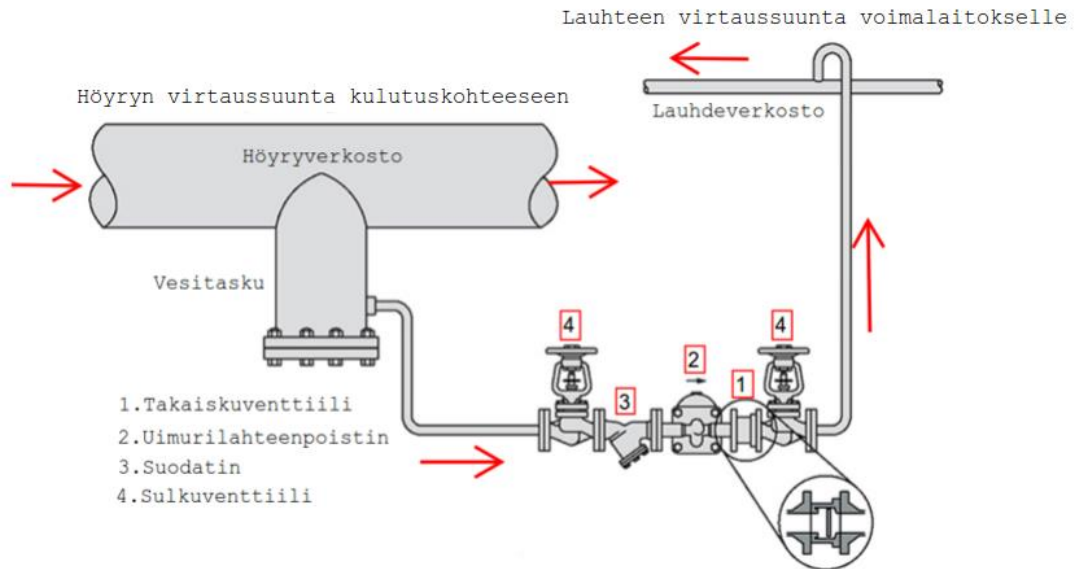 Lauhteen virtaussuunta voimalaitokselle
Höyryn virtaussuunta kulutuskohteeseen
Lauhdeverkosto
Höyryverkosto
Vesitasku
4
4
2
1
3
1.Takaiskuventtiili
2.Uimurilahteenpoistin
3.Suodatin
4.Sulkuventtiili